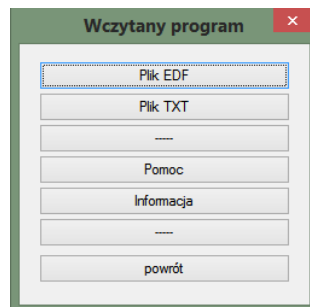 Wczytany program
Plik EDF
Plik TXT
-----
Pomoc
Informacja
-----
powrót